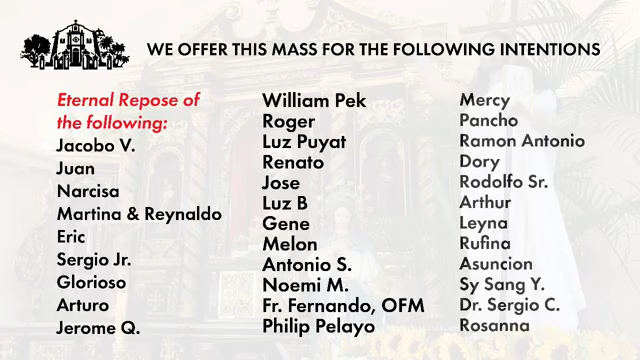 WE OFFER THIS MASS FOR THE FOLLOWING INTENTIONS
Eternal Repose of
the following:
Jacobo V.
Juan
Narcisa
Martina & Reynaldo
Eric
Sergio Jr.
Glorioso
Arturo
Jerome Q.
William Pek
Roger
Luz Puyat
Renato
Jose
Luz B
Gene
Melon
Antonio S.
Noemi M.
Fr. Fernando, OFM
Philip Pelayo
Mercy
Pancho
Ramon Antonio
Dory
Rodolfo Sr.
Arthur
Leyna
Rufina
Asuncion
Sy Sang Y.
Dr. Sergio C.
Rosanna